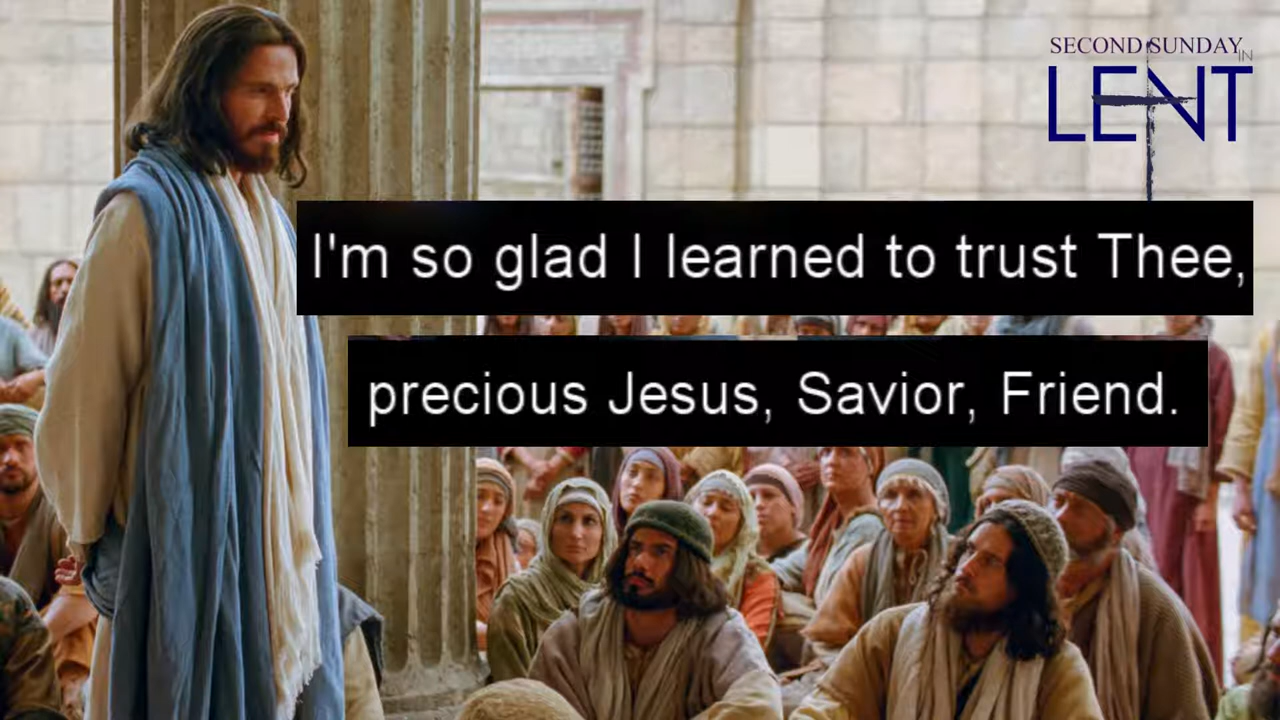 SECOND SUNDAY
IN
LENT
I'm so glad I learned to trust Thee,
precious Jesus, Savior, Friend.